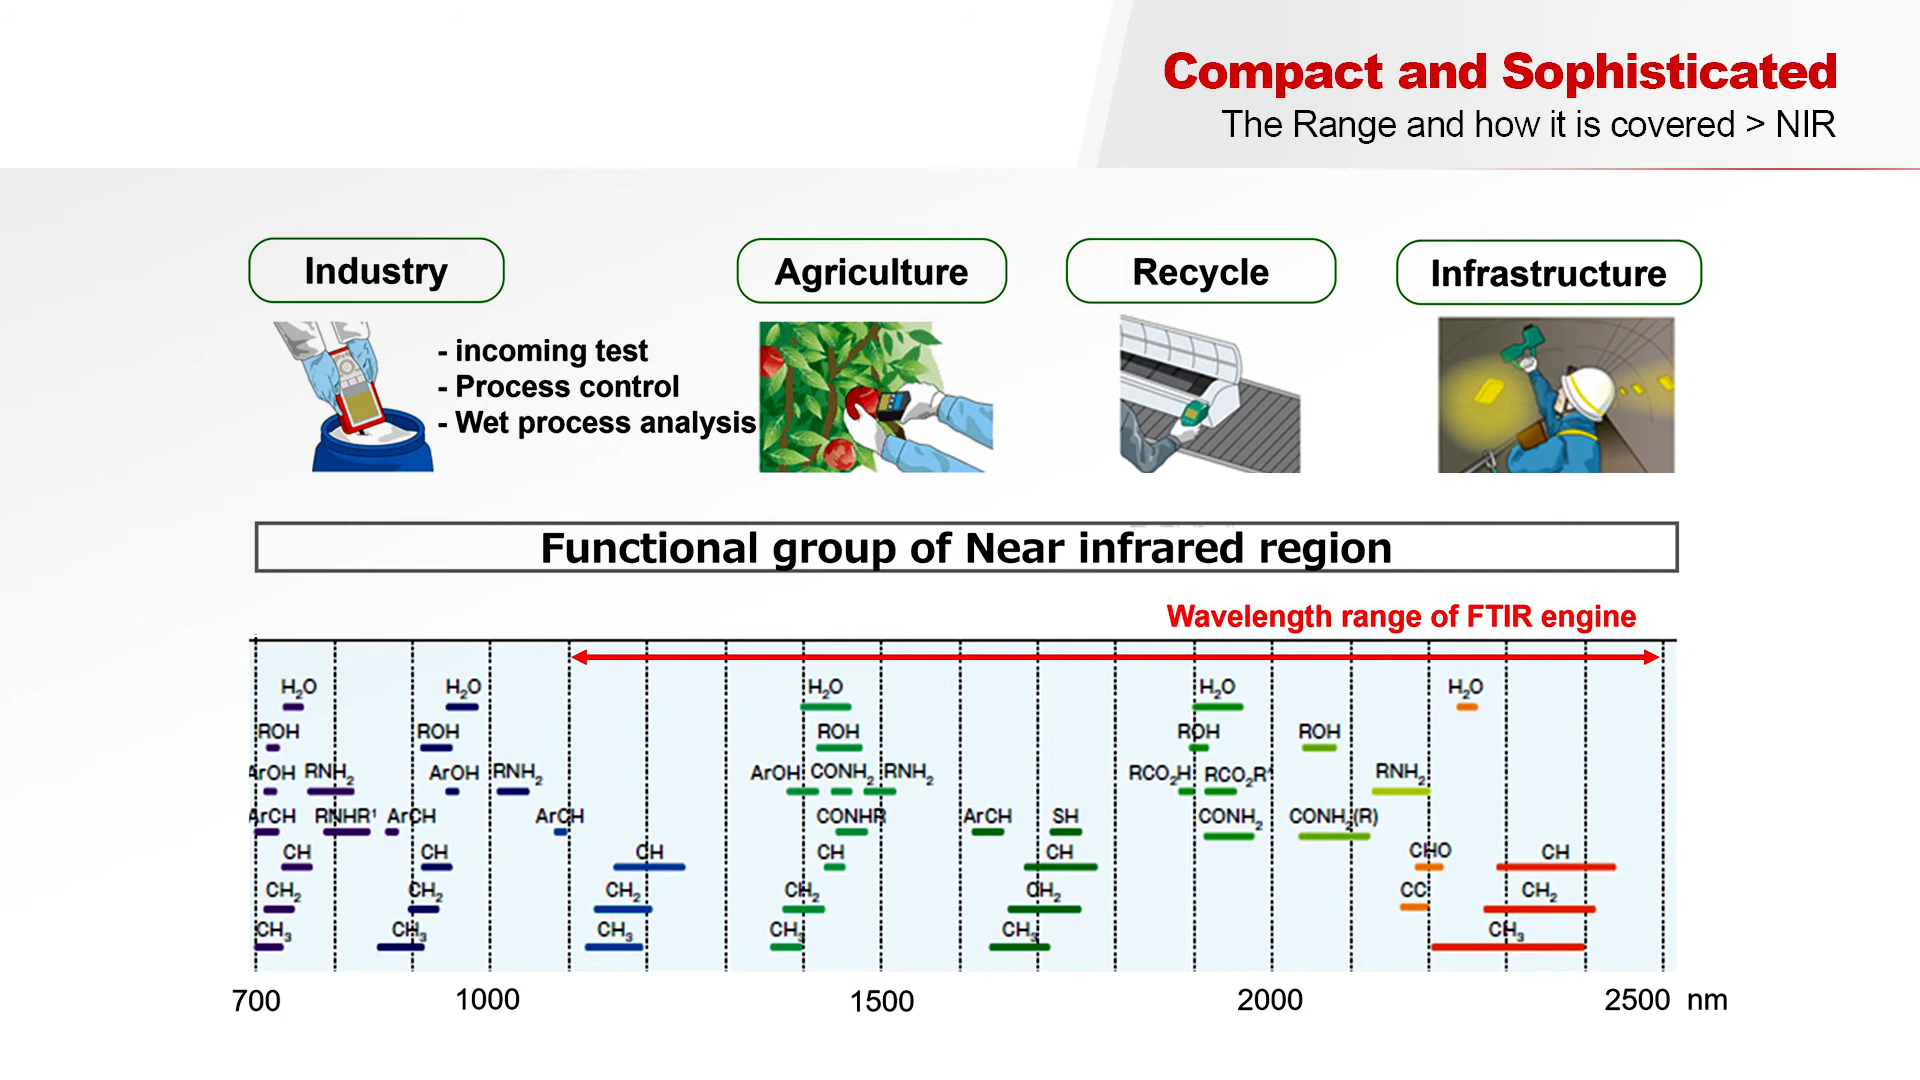 Compact and Sophisticated
The Range and how it is covered > NIR
Industry
Agriculture
Recycle
Infrastructure
- incoming test
- Process control
- Wet process analysis
Functional group of Near infrared region
Wavelength range of FTIR engine
H₂O H₂O H₂O H₂O H₂O
ROH ROH ROH ROH ROH
ArOH RNH₂ ArOH RNH₂ ArOH CONH₂ RNH₂ RCO₂H RCO₂R¹ RNH₂
ArCH RNHR¹ ArCH ArCH CONHR ArCH SH CONH₂ CONH₂(R)
CH CH CH CH CH CHO CH
CH₂ CH₂ CH₂ CH₂ CH₂ CC CH₂
CH₃ CH₃ CH₃ CH₃ CH₃ CH₃
700 1000 1500 2000 2500 nm